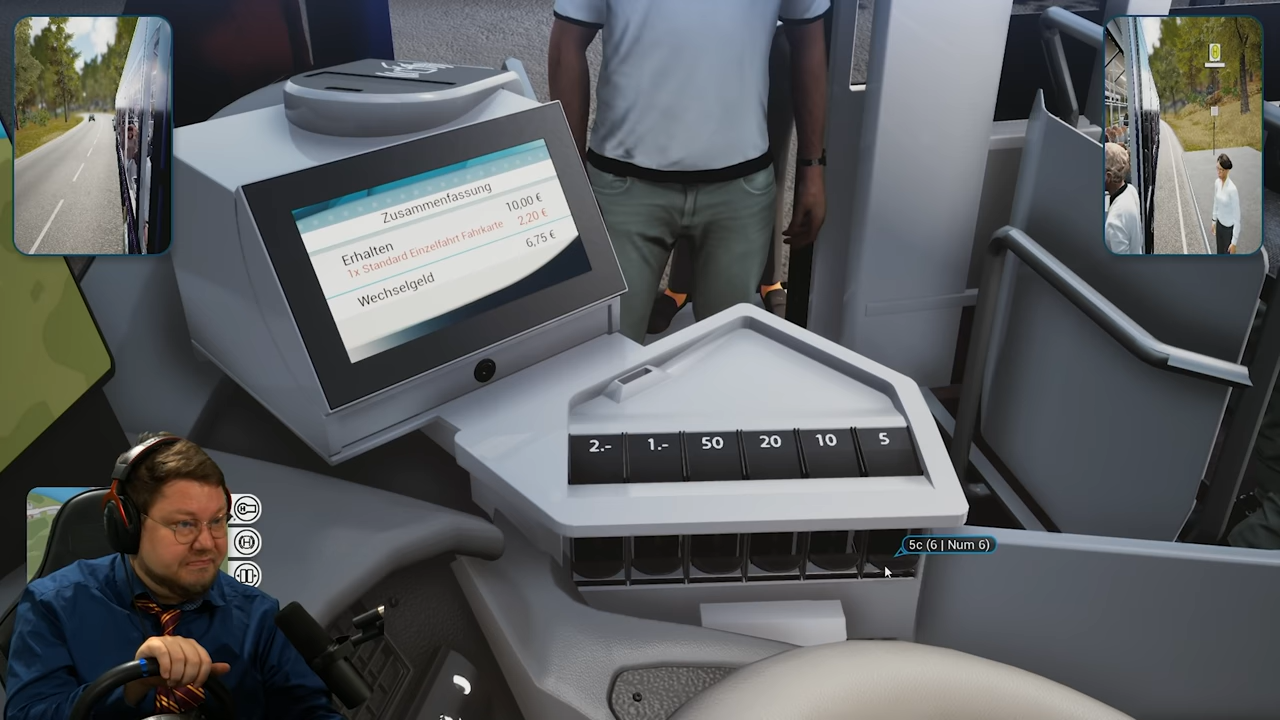 Zusammenfassung
Erhalten 10,00 €
1x Standard Einzelfahrt Fahrkarte 2,20 €
Wechselgeld 6,75 €
2.- 1.- 50 20 10 5
5c (6 | Num 6)